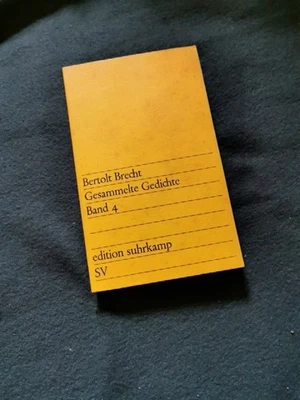 Bertolt Brecht
Gesammelte Gedichte
Band 4
edition suhrkamp
SV